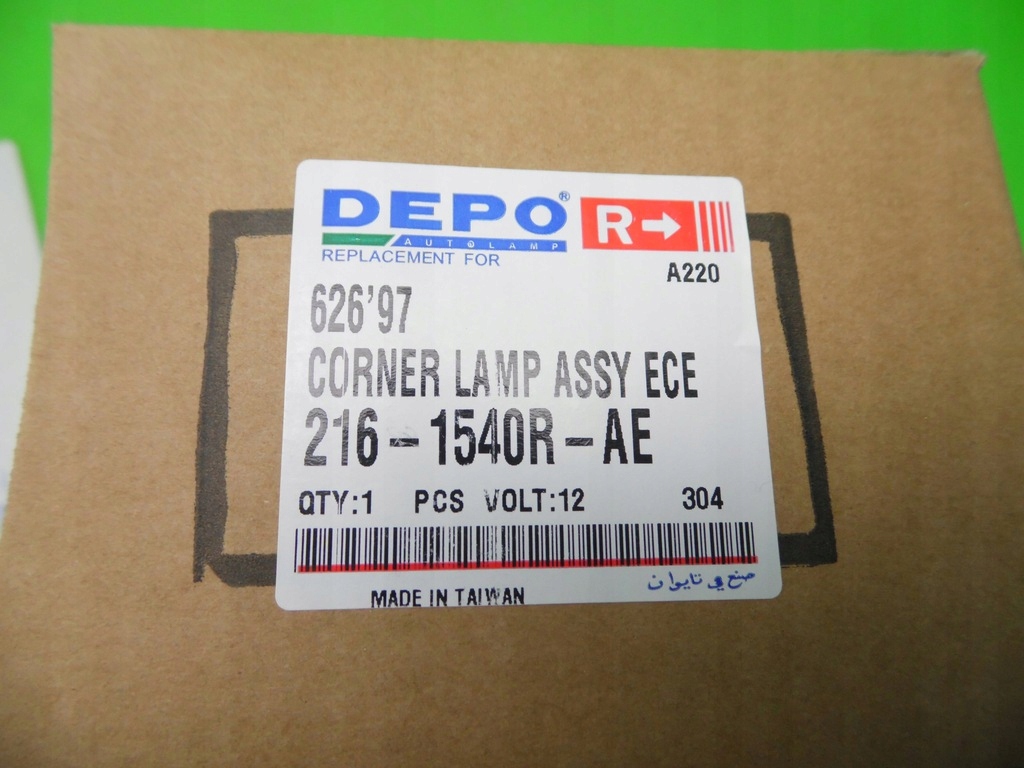 DEPO® R→
AUTOLAMP
REPLACEMENT FOR
A220
626'97
CORNER LAMP ASSY ECE
216-1540R-AE
QTY:1 PCS VOLT:12 304
صنع في تايوان
MADE IN TAIWAN